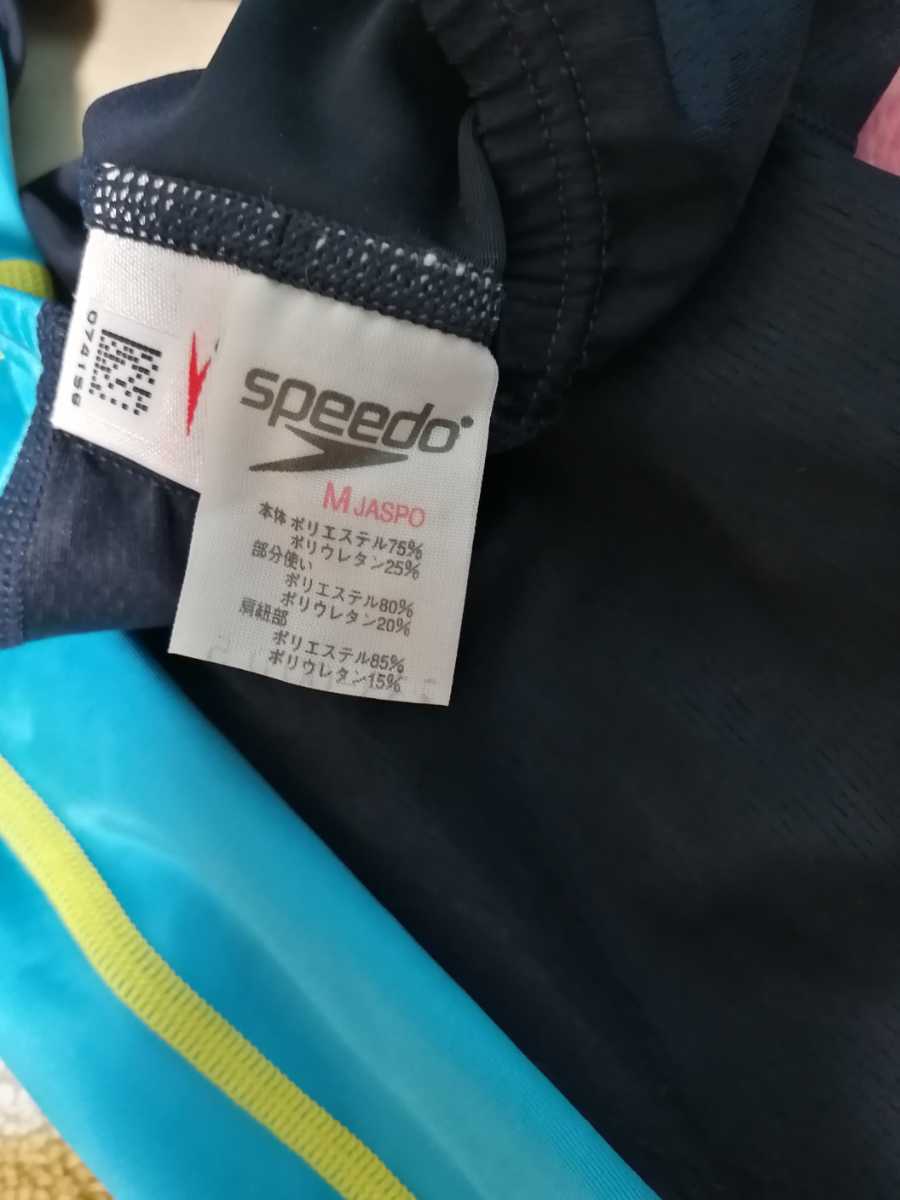 074196
speedo
M JASPO
本体 ポリエステル75%
ポリウレタン25%
部分使い
ポリエステル80%
ポリウレタン20%
肩紐部
ポリエステル85%
ポリウレタン15%